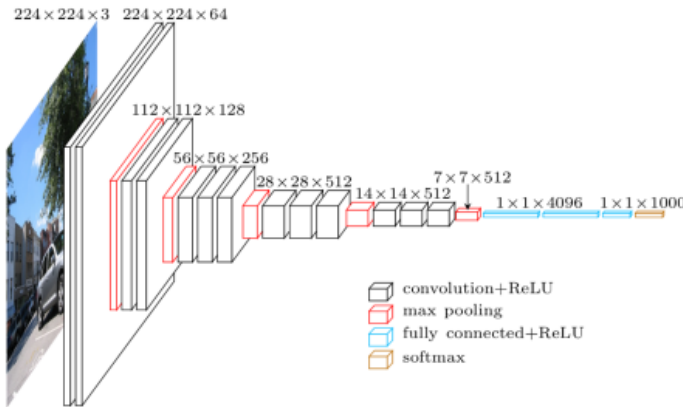 224×224×3
224×224×64
112×112×128
56×56×256
28×28×512
14×14×512
7×7×512
1×1×4096
1×1×1000
convolution+ReLU
max pooling
fully connected+ReLU
softmax